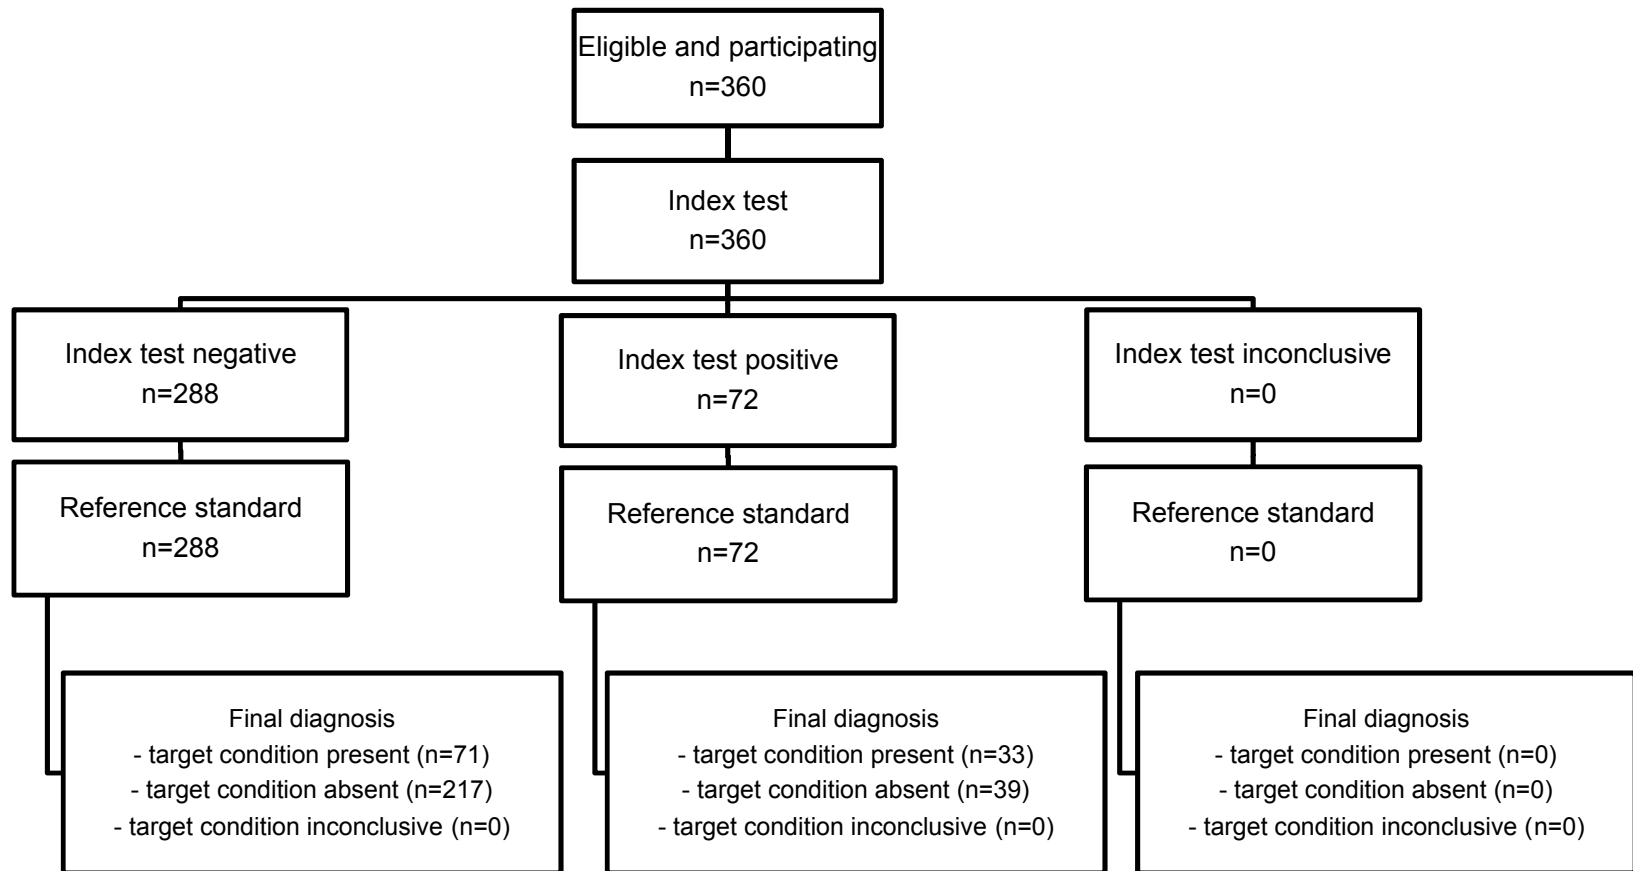 Eligible and participating
n=360
Index test
n=360
Index test negative
n=288
Index test positive
n=72
Index test inconclusive
n=0
Reference standard
n=288
Reference standard
n=72
Reference standard
n=0
Final diagnosis
- target condition present (n=71)
- target condition absent (n=217)
- target condition inconclusive (n=0)
Final diagnosis
- target condition present (n=33)
- target condition absent (n=39)
- target condition inconclusive (n=0)
Final diagnosis
- target condition present (n=0)
- target condition absent (n=0)
- target condition inconclusive (n=0)